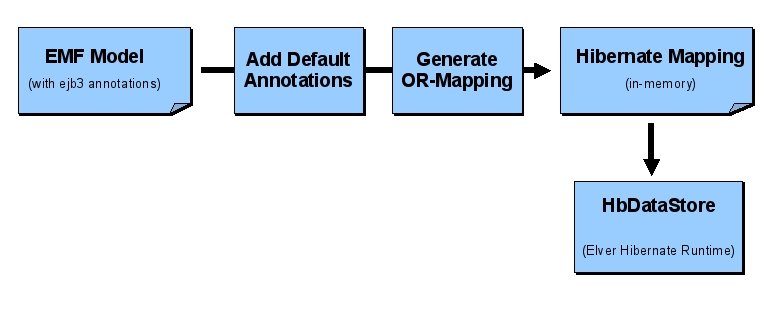 EMF Model
(with ejb3 annotations)
Add Default
Annotations
Generate
OR-Mapping
Hibernate Mapping
(in-memory)
HbDataStore
(Elver Hibernate Runtime)